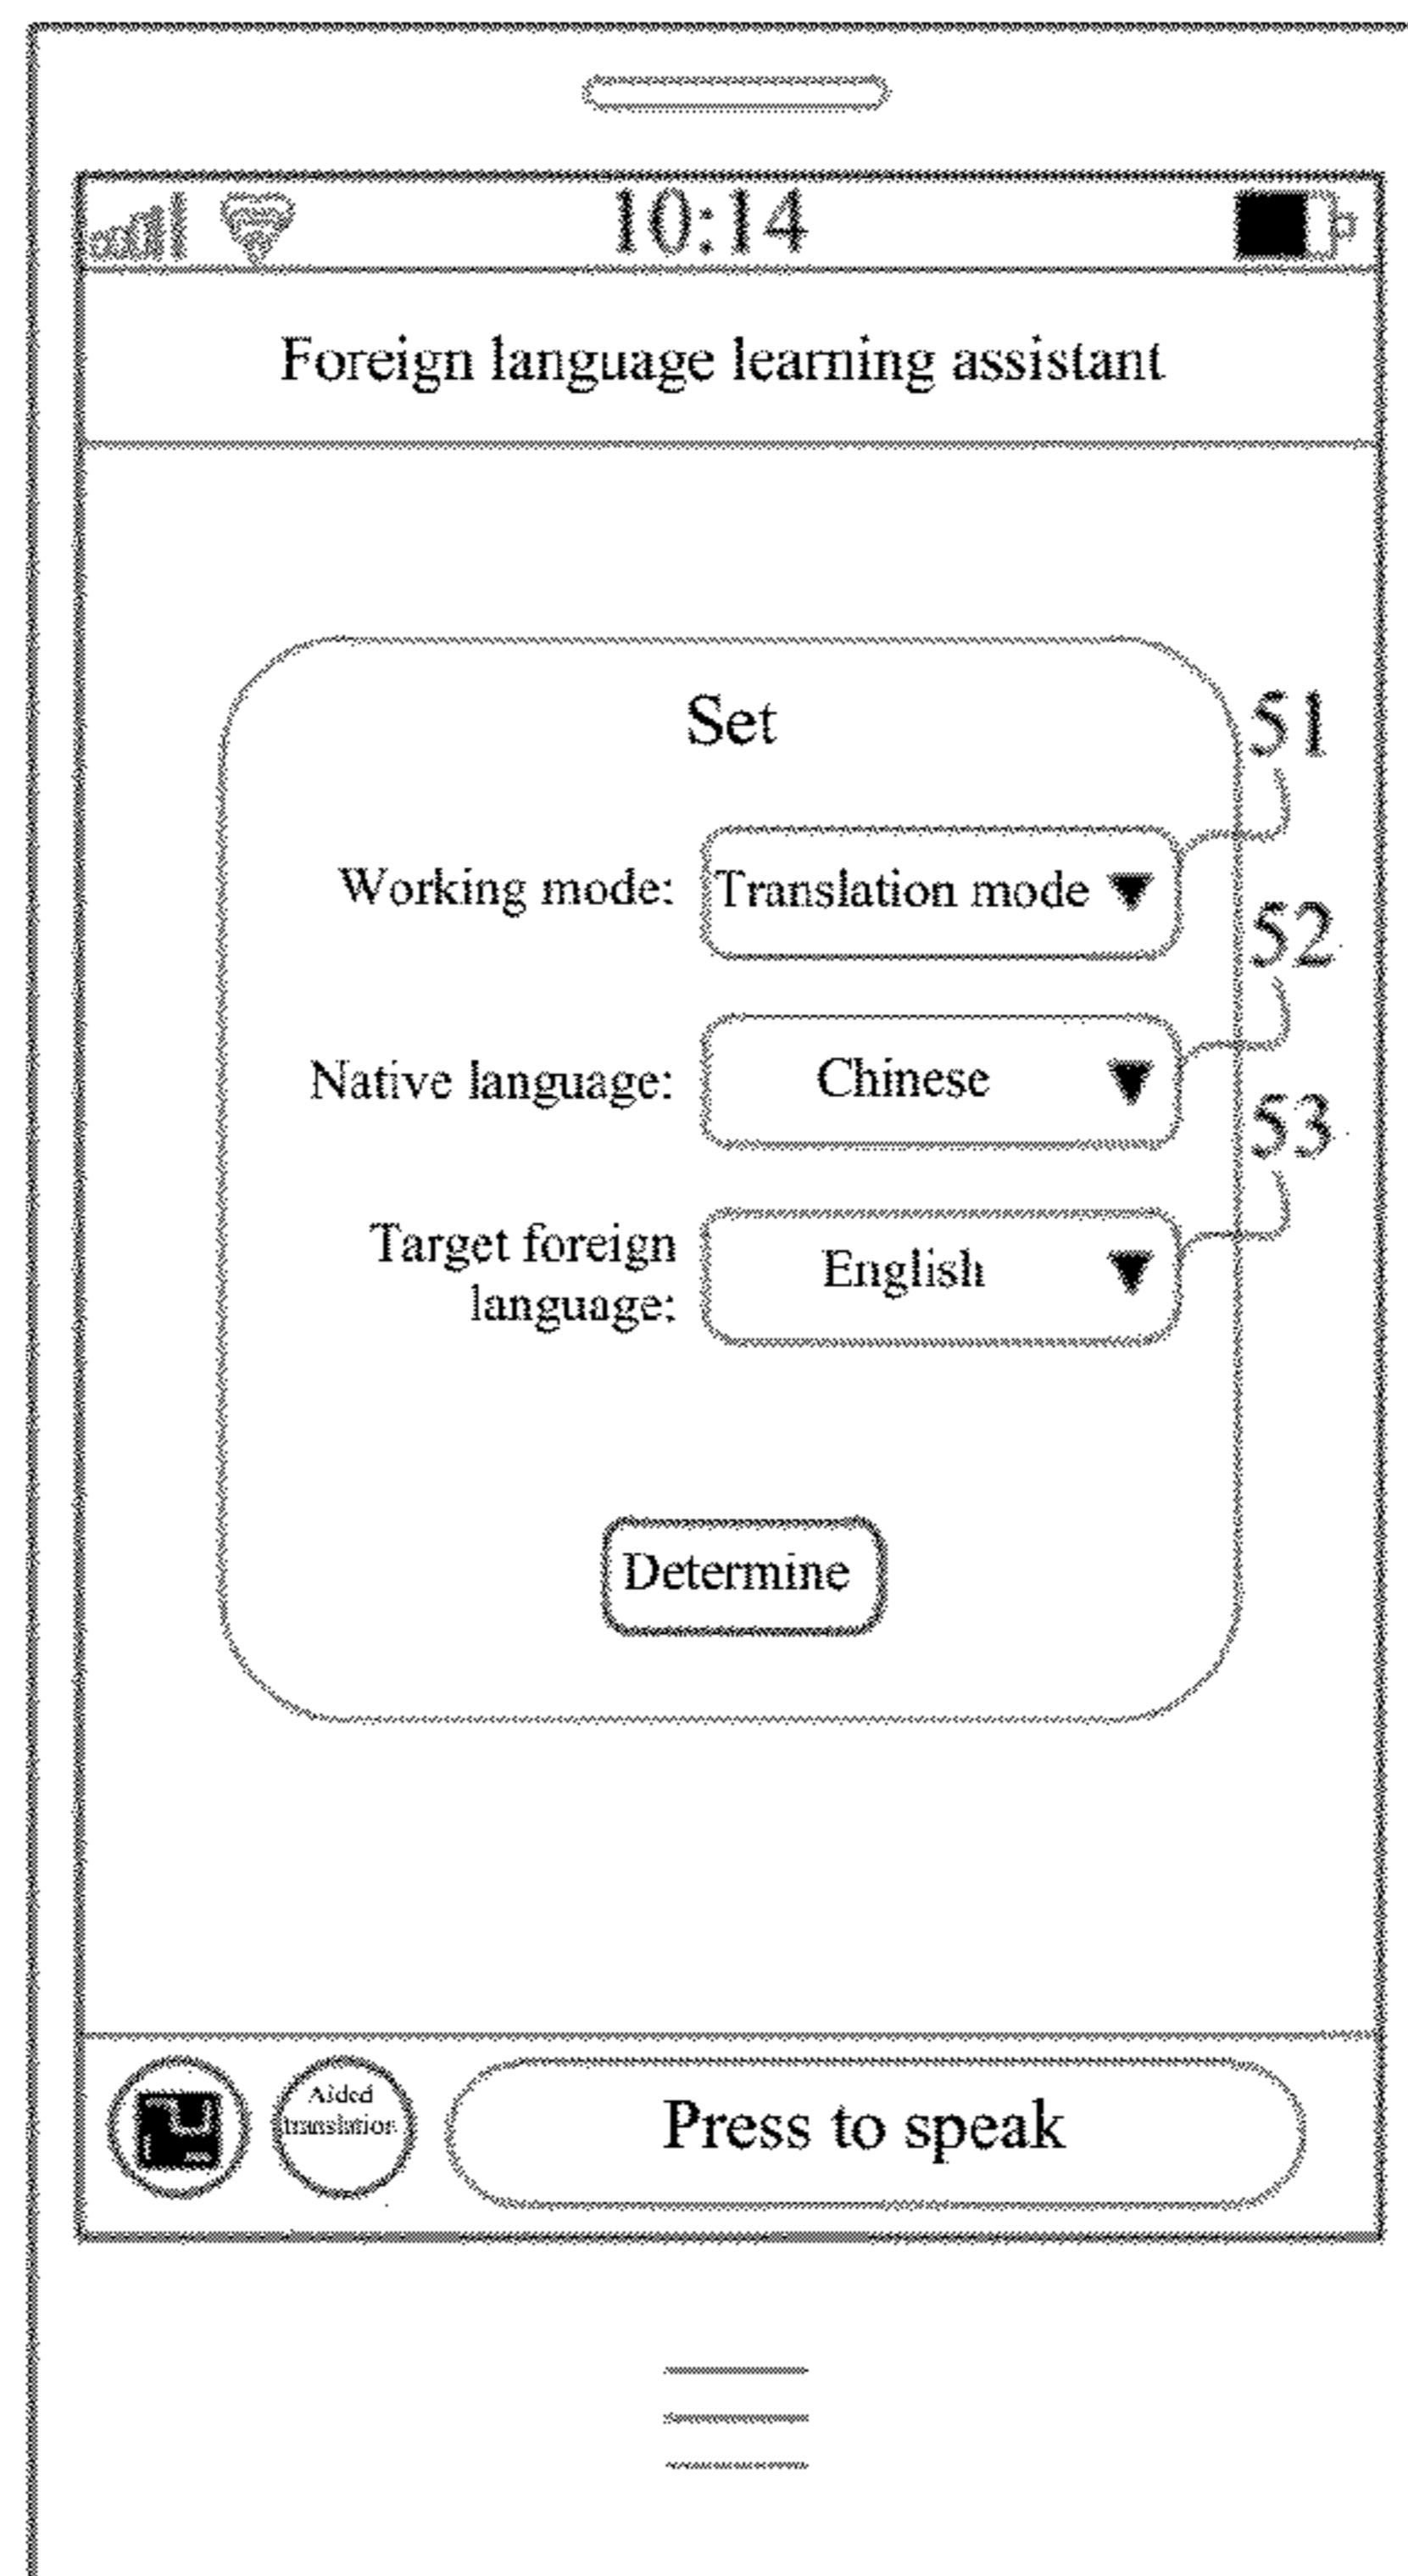 10:14
Foreign language learning assistant
Set
51
Working mode: Translation mode
52
Native language: Chinese
53
Target foreign
language:
English
Determine
Aided
translation
Press to speak